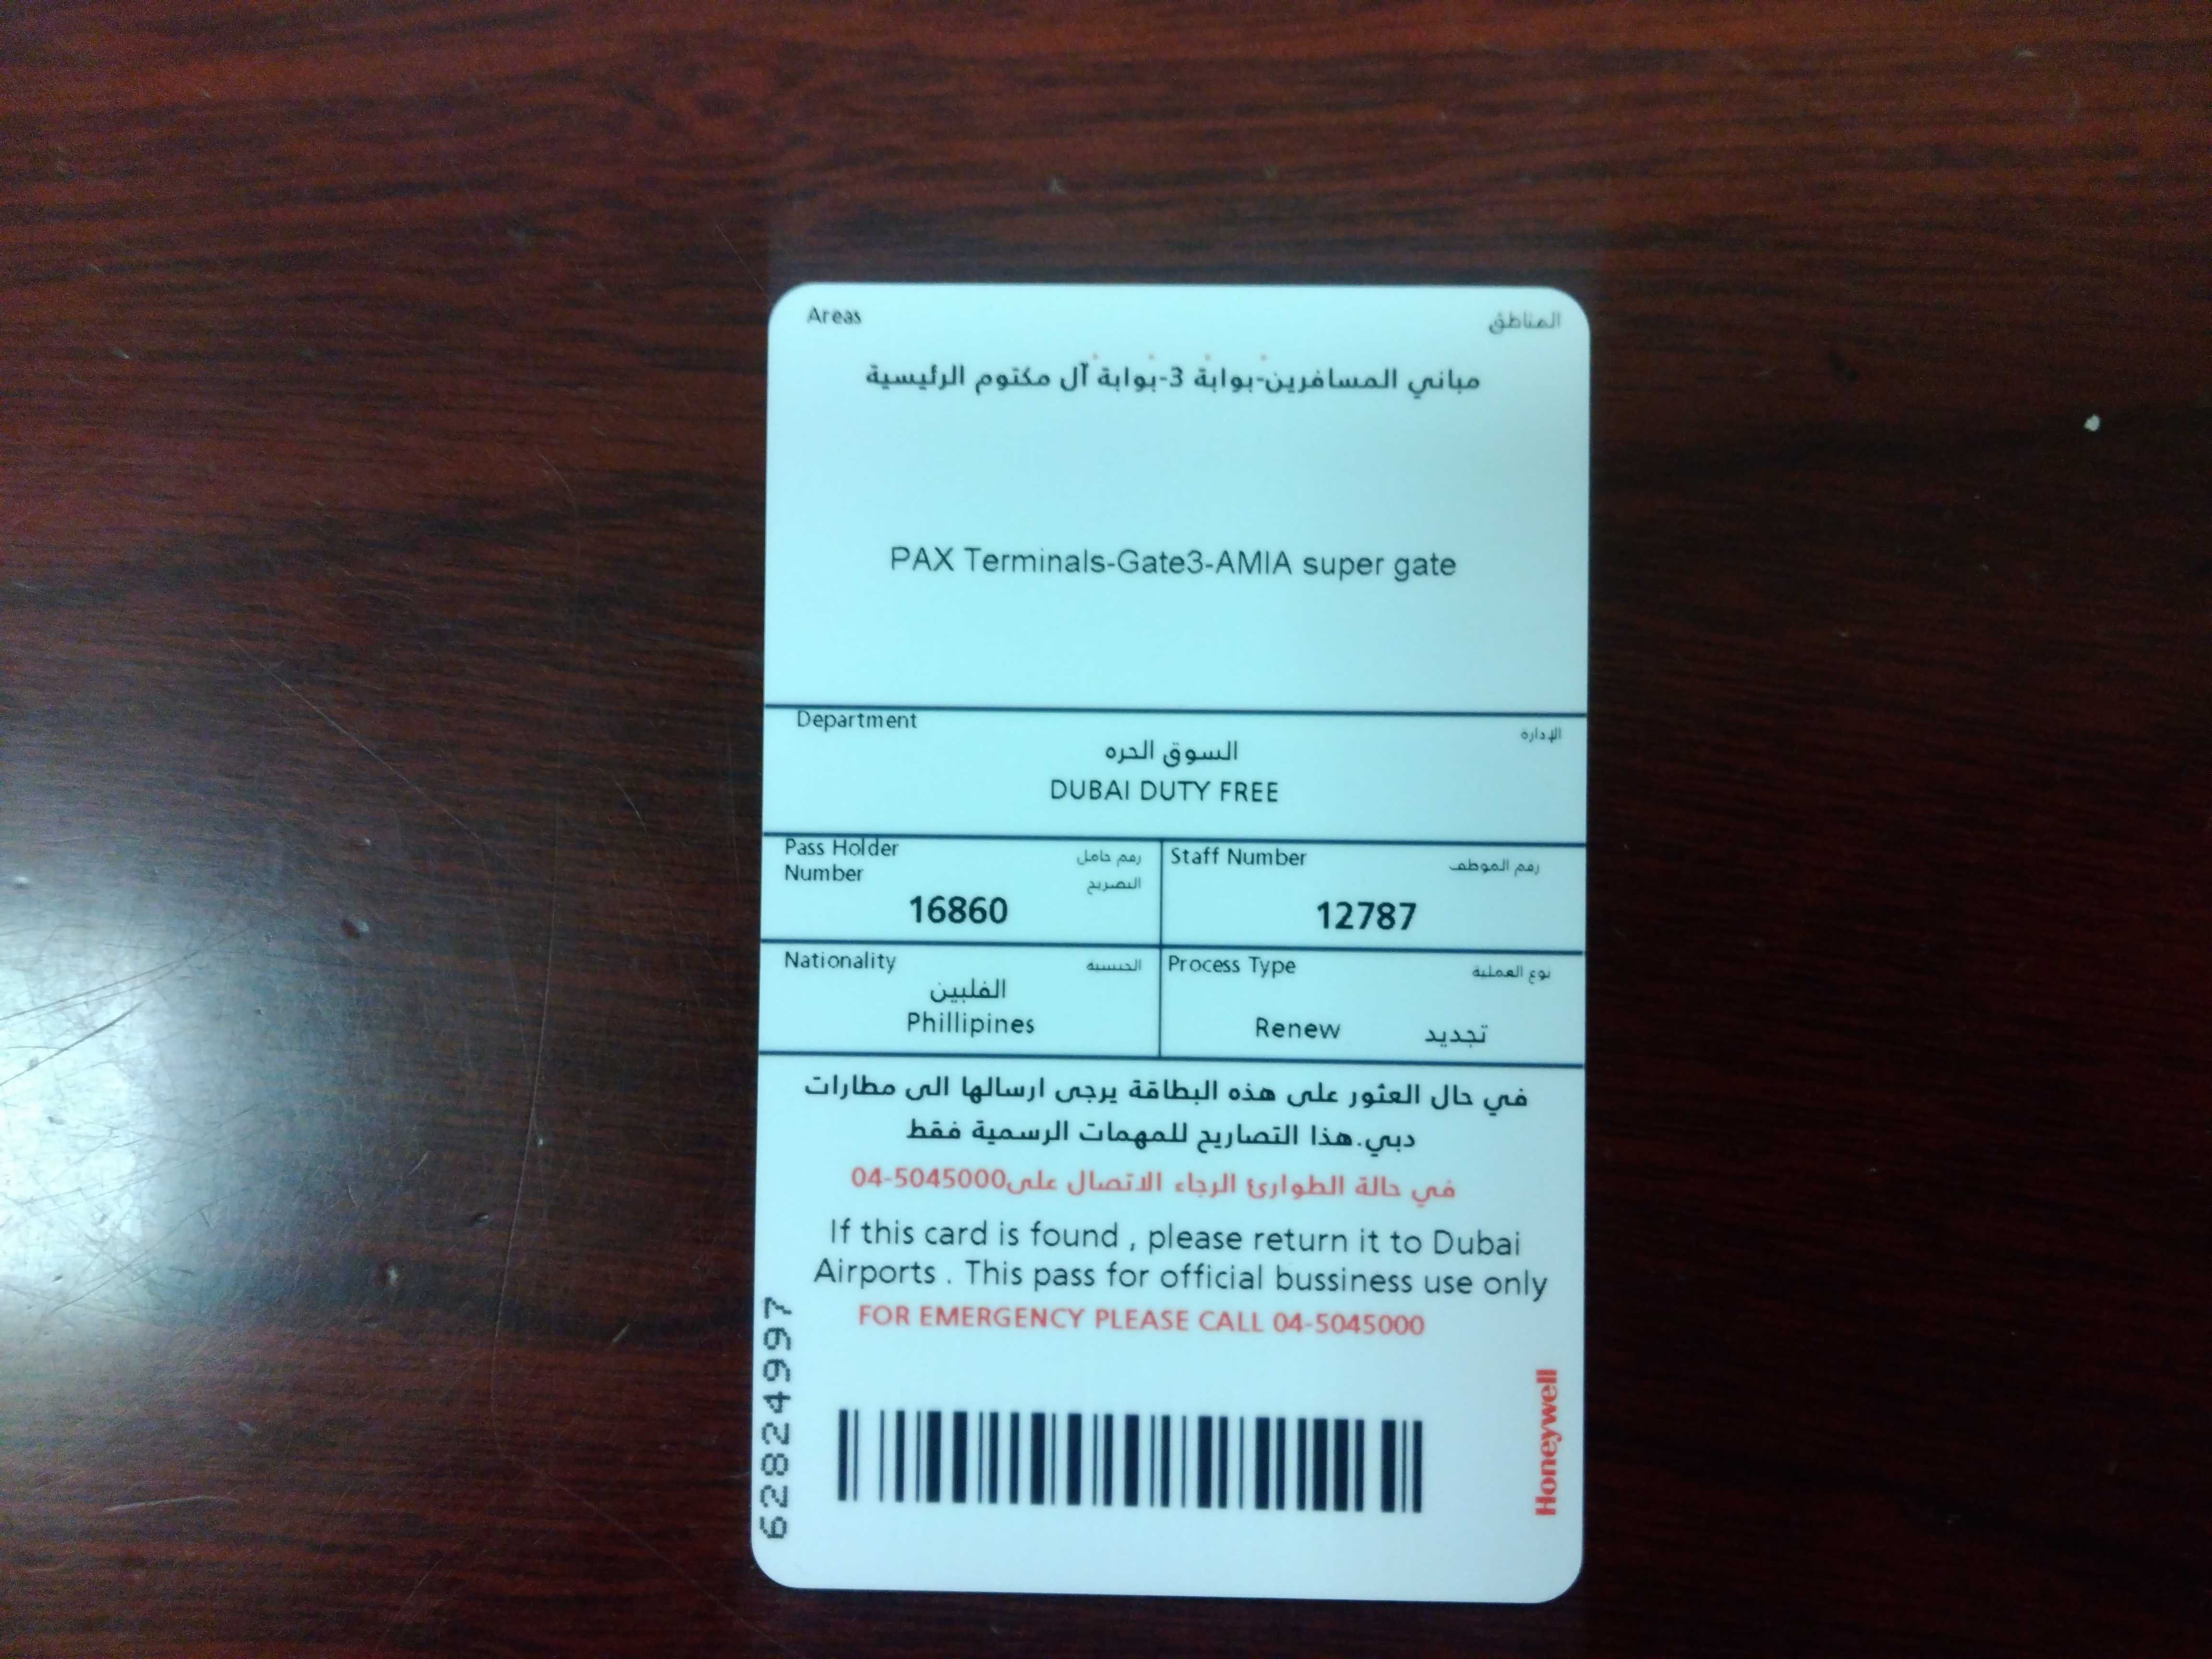 Areas المناطق
مباني المسافرين-بوابة 3-بوابة آل مكتوم الرئيسية
PAX Terminals-Gate3-AMIA super gate
Department الإدارة
السوق الحره
DUBAI DUTY FREE
Pass Holder Number رقم حامل التصريح
16860
Staff Number رقم الموظف
12787
Nationality الجنسية
الفلبين
Phillipines
Process Type نوع العملية
Renew تجديد
في حال العثور على هذه البطاقة يرجى ارسالها الى مطارات
دبي.هذا التصاريح للمهمات الرسمية فقط
في حالة الطوارئ الرجاء الاتصال على04-5045000
If this card is found , please return it to Dubai
Airports . This pass for official bussiness use only
FOR EMERGENCY PLEASE CALL 04-5045000
62824997
Honeywell